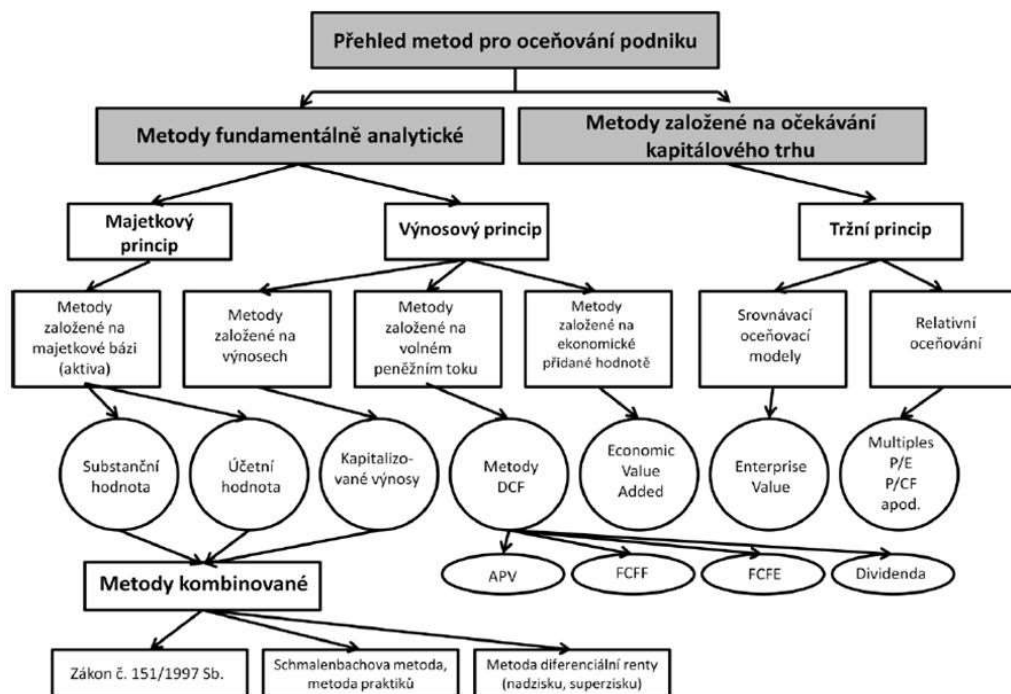 Přehled metod pro oceňování podniku
Metody fundamentálně analytické
Metody založené na očekávání
kapitálového trhu
Majetkový
princip
Výnosový princip
Tržní princip
Metody
založené na
majetkové bázi
(aktiva)
Metody
založené na
výnosech
Metody
založené na
volném
peněžním toku
Metody
založené na
ekonomické
přidané hodnotě
Srovnávací
oceňovací
modely
Relativní
oceňování
Substanční
hodnota
Účetní
hodnota
Kapitalizo-
vané výnosy
Metody
DCF
Economic
Value
Added
Enterprise
Value
Multiples
P/E
P/CF
apod.
APV
FCFF
FCFE
Dividenda
Metody kombinované
Zákon č. 151/1997 Sb.
Schmalenbachova metoda,
metoda praktiků
Metoda diferenciální renty
(nadzisku, superzisku)